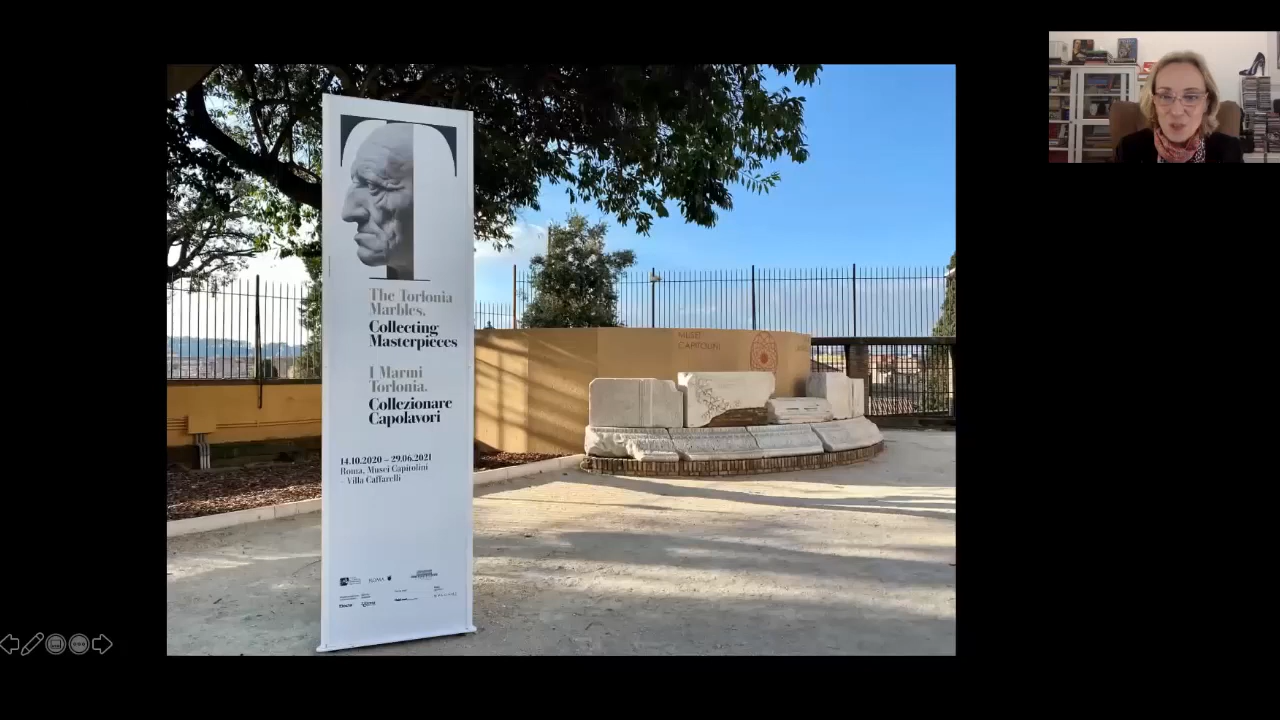 The Torlonia
Marbles.
Collecting
Masterpieces
I Marmi
Torlonia.
Collezionare
Capolavori
14.10.2020 – 29.06.2021
Roma, Musei Capitolini
– Villa Caffarelli
ROMA
MUSEI
CAPITOLINI